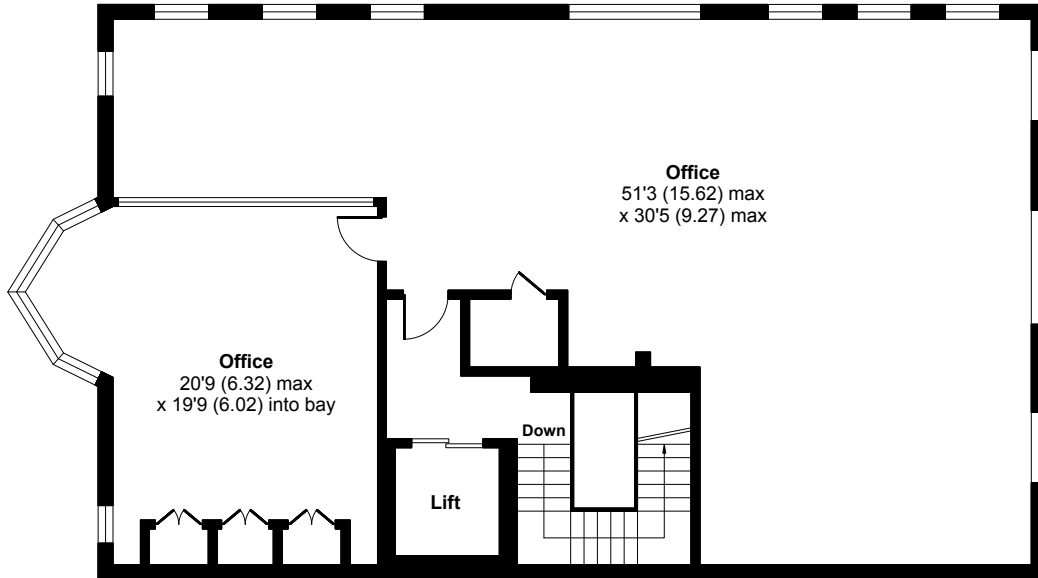 Office
51'3 (15.62) max
x 30'5 (9.27) max
Office
20'9 (6.32) max
x 19'9 (6.02) into bay
Down
Lift